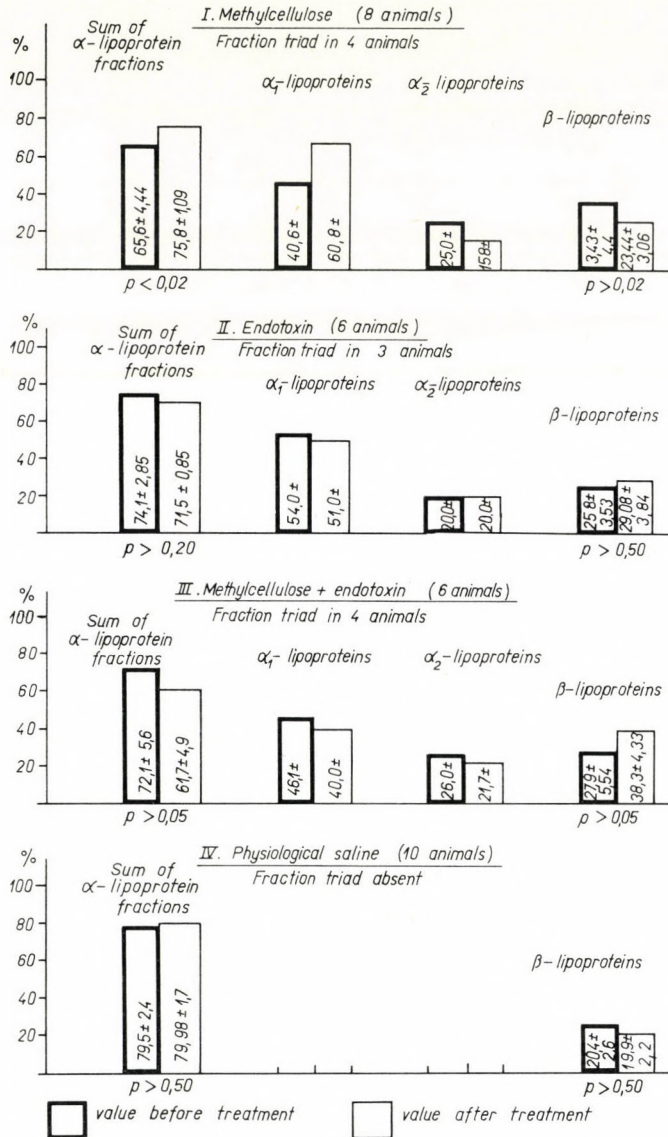 I. Methylcellulose (8 animals)
Fraction triad in 4 animals
Sum of
α-lipoprotein
fractions
α₁-lipoproteins
α₂ lipoproteins
β-lipoproteins
%
100
80
60
40
20
65,6± 4,44
75,8± 1,09
40,6±
60,8±
25,0±
158±
3,43±
4,4
23,44±
3,06
p < 0,02
p > 0,02
II. Endotoxin (6 animals)
Fraction triad in 3 animals
Sum of
α-lipoprotein
fractions
α₁-lipoproteins
α₂-lipoproteins
β-lipoproteins
%
100
80
60
40
20
74,1± 2,85
71,5± 0,85
54,0±
51,0±
20,0±
20,0±
25,8±
3,53
29,08±
3,84
p > 0,20
p > 0,50
III. Methylcellulose + endotoxin (6 animals)
Fraction triad in 4 animals
Sum of
α-lipoprotein
fractions
α₁- lipoproteins
α₂-lipoproteins
β-lipoproteins
%
100
80
60
40
20
72,1± 5,6
61,7± 4,9
46,1±
40,0±
26,0±
21,7±
27,9±
5,54
38,3± 4,33
p > 0,05
p > 0,05
IV. Physiological saline (10 animals)
Fraction triad absent
Sum of
α-lipoprotein
fractions
β-lipoproteins
%
100
80
60
40
20
79,5± 2,4
79,98± 1,7
20,4±
2,6
19,9±
2,2
p > 0,50
p > 0,50
value before treatment
value after treatment